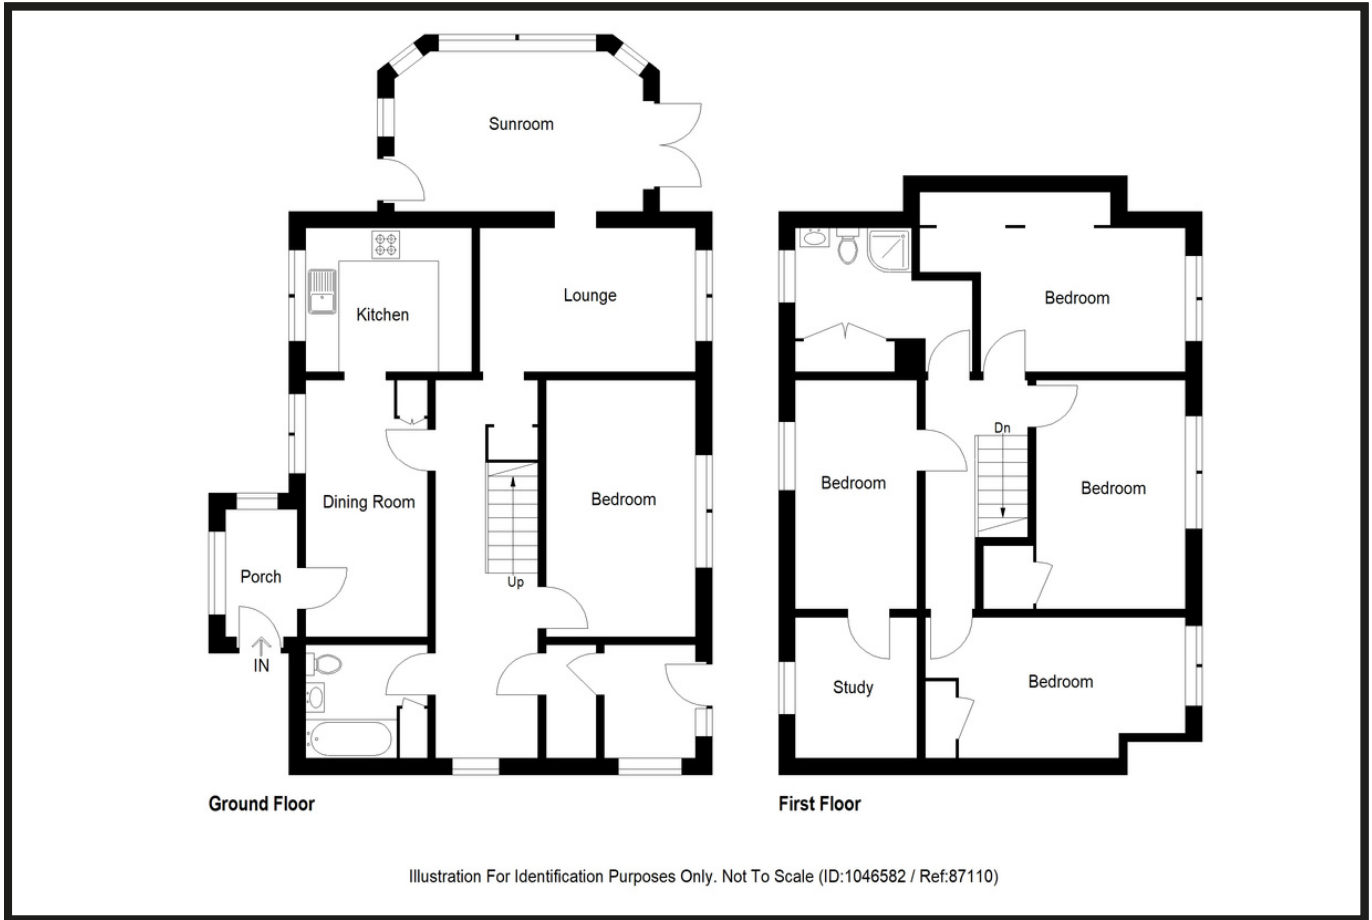 Sunroom
Kitchen
Lounge
Dining Room
Bedroom
Porch
Up
IN
Ground Floor
Bedroom
Dn
Bedroom
Bedroom
Study
Bedroom
First Floor
Illustration For Identification Purposes Only. Not To Scale (ID:1046582 / Ref:87110)